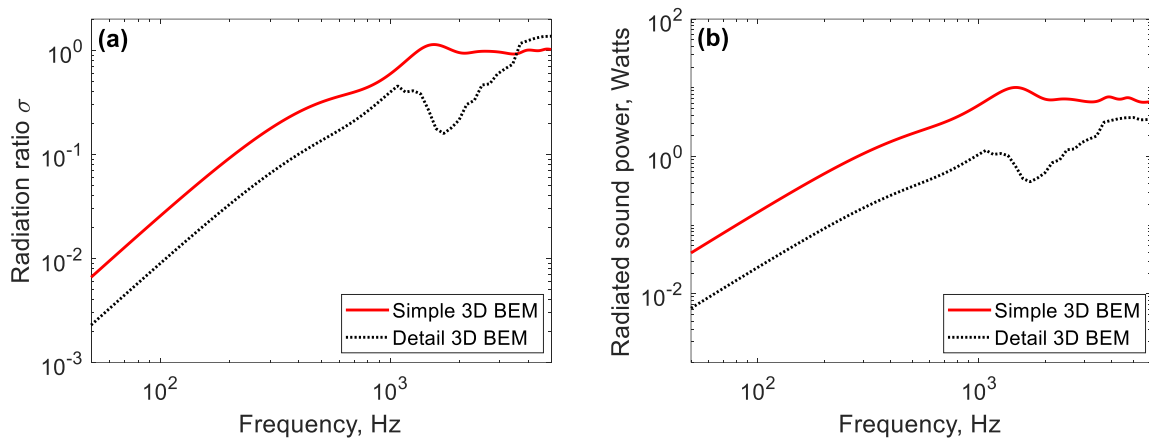 (a)
Radiation ratio σ
10^0
10^-1
10^-2
10^-3
10^2
10^3
Frequency, Hz
Simple 3D BEM
Detail 3D BEM
(b)
Radiated sound power, Watts
10^2
10^0
10^-2
10^2
10^3
Frequency, Hz
Simple 3D BEM
Detail 3D BEM